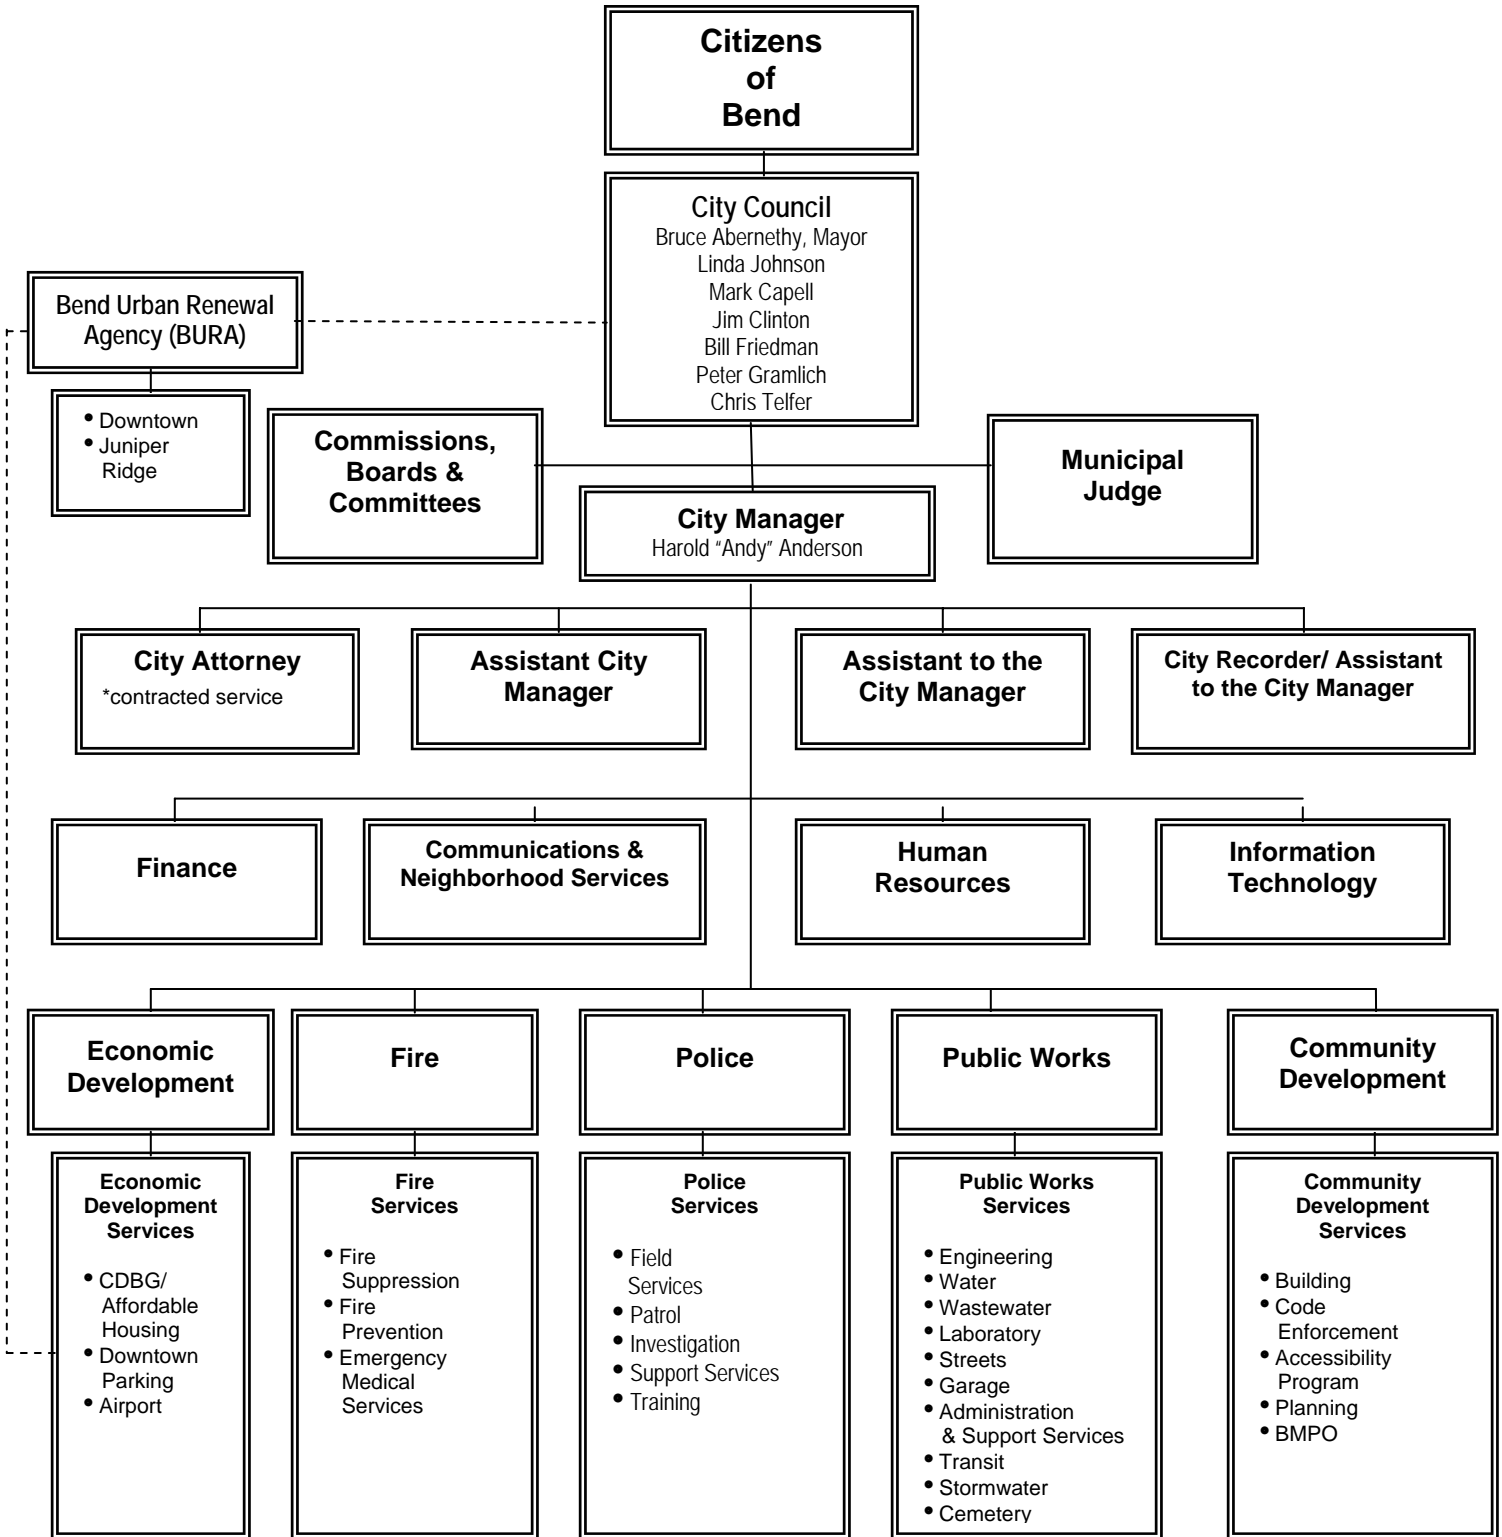 Citizens
of
Bend
City Council
Bruce Abernethy, Mayor
Linda Johnson
Mark Capell
Jim Clinton
Bill Friedman
Peter Gramlich
Chris Telfer
Bend Urban Renewal
Agency (BURA)
• Downtown
• Juniper
Ridge
Commissions,
Boards &
Committees
Municipal
Judge
City Manager
Harold “Andy” Anderson
City Attorney
*contracted service
Assistant City
Manager
Assistant to the
City Manager
City Recorder/ Assistant
to the City Manager
Finance
Communications &
Neighborhood Services
Human
Resources
Information
Technology
Economic
Development
Fire
Police
Public Works
Community
Development
Economic
Development
Services
• CDBG/
Affordable
Housing
• Downtown
Parking
• Airport
Fire
Services
• Fire
Suppression
• Fire
Prevention
• Emergency
Medical
Services
Police
Services
• Field
Services
• Patrol
• Investigation
• Support Services
• Training
Public Works
Services
• Engineering
• Water
• Wastewater
• Laboratory
• Streets
• Garage
• Administration
& Support Services
• Transit
• Stormwater
• Cemetery
Community
Development
Services
• Building
• Code
Enforcement
• Accessibility
Program
• Planning
• BMPO